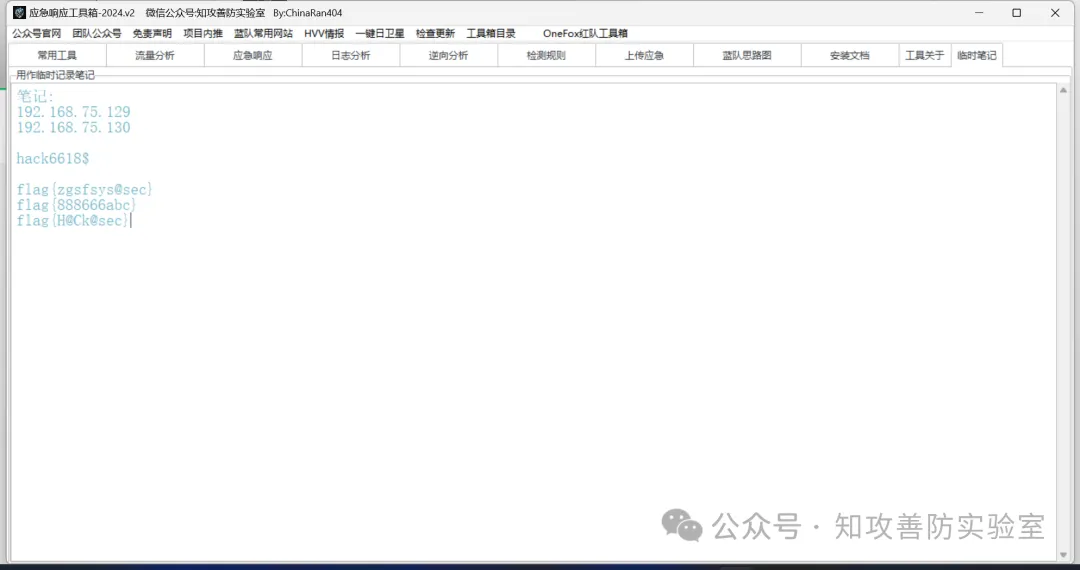 应急响应工具箱-2024.v2 微信公众号:知攻善防实验室 By:ChinaRan404
公众号官网 团队公众号 免责声明 项目内推 蓝队常用网站 HVV情报 一键日卫星 检查更新 工具箱目录 OneFox红队工具箱
常用工具 流量分析 应急响应 日志分析 逆向分析 检测规则 上传应急 蓝队思路图 安装文档 工具关于 临时笔记
用作临时记录笔记
笔记:
192.168.75.129
192.168.75.130
hack6618$
flag{zgsfsys@sec}
flag{888666abc}
flag{H@Ck@sec}
公众号 · 知攻善防实验室